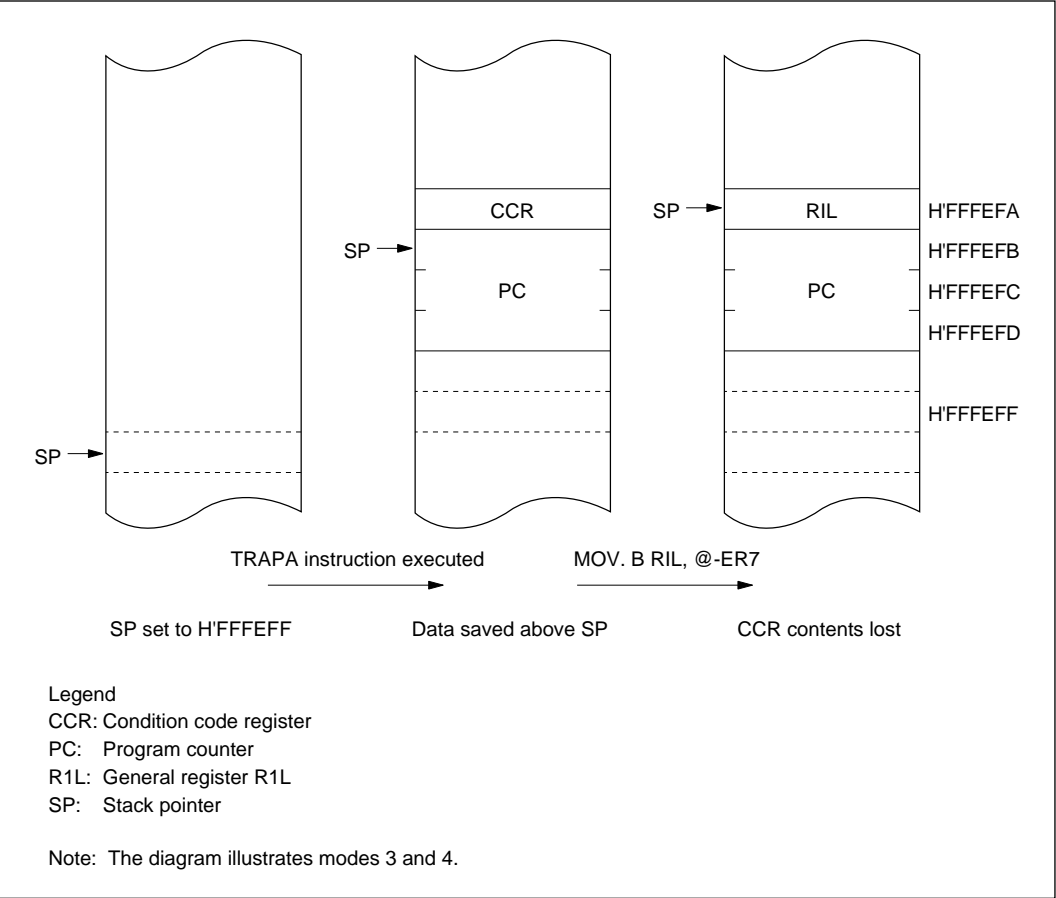 CCR
SP
RIL
H'FFFEFA
SP
H'FFFEFB
PC
PC
H'FFFEFC
H'FFFEFD
H'FFFEFF
SP
TRAPA instruction executed
MOV. B RIL, @-ER7
SP set to H'FFFEFF
Data saved above SP
CCR contents lost
Legend
CCR: Condition code register
PC: Program counter
R1L: General register R1L
SP: Stack pointer
Note: The diagram illustrates modes 3 and 4.